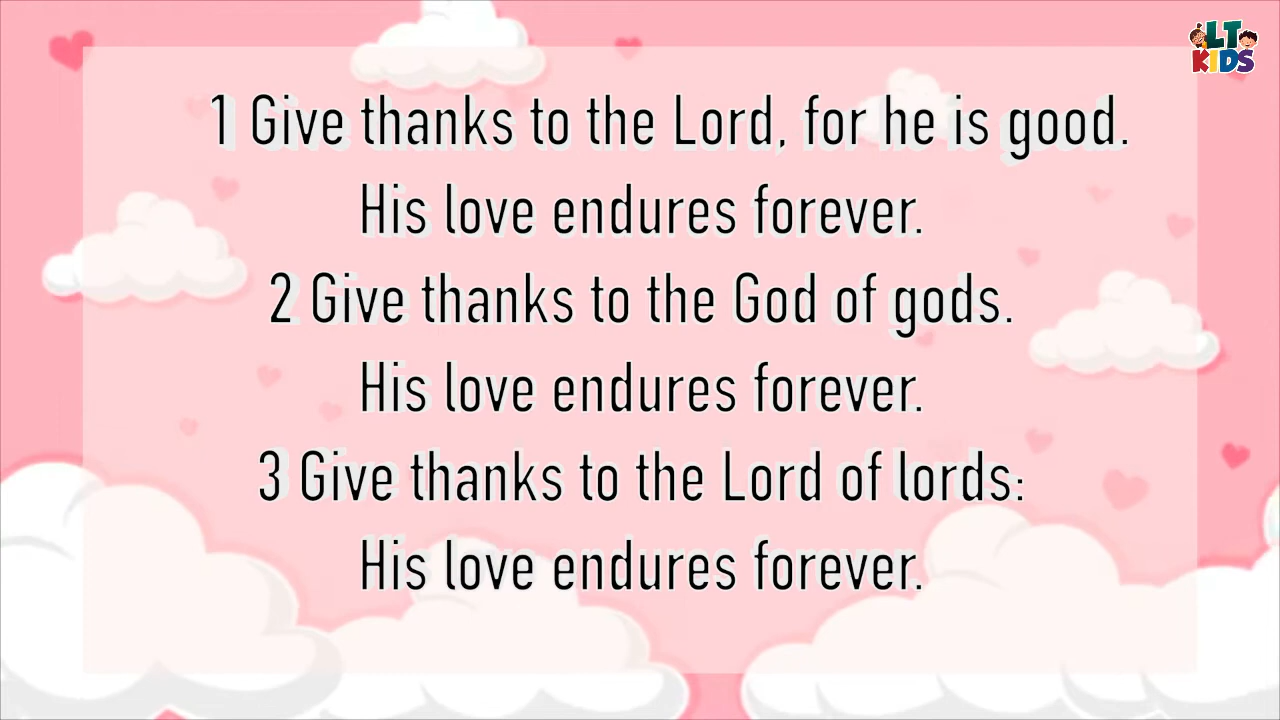 LT
KIDS
1 Give thanks to the Lord, for he is good.
His love endures forever.
2 Give thanks to the God of gods.
His love endures forever.
3 Give thanks to the Lord of lords:
His love endures forever.